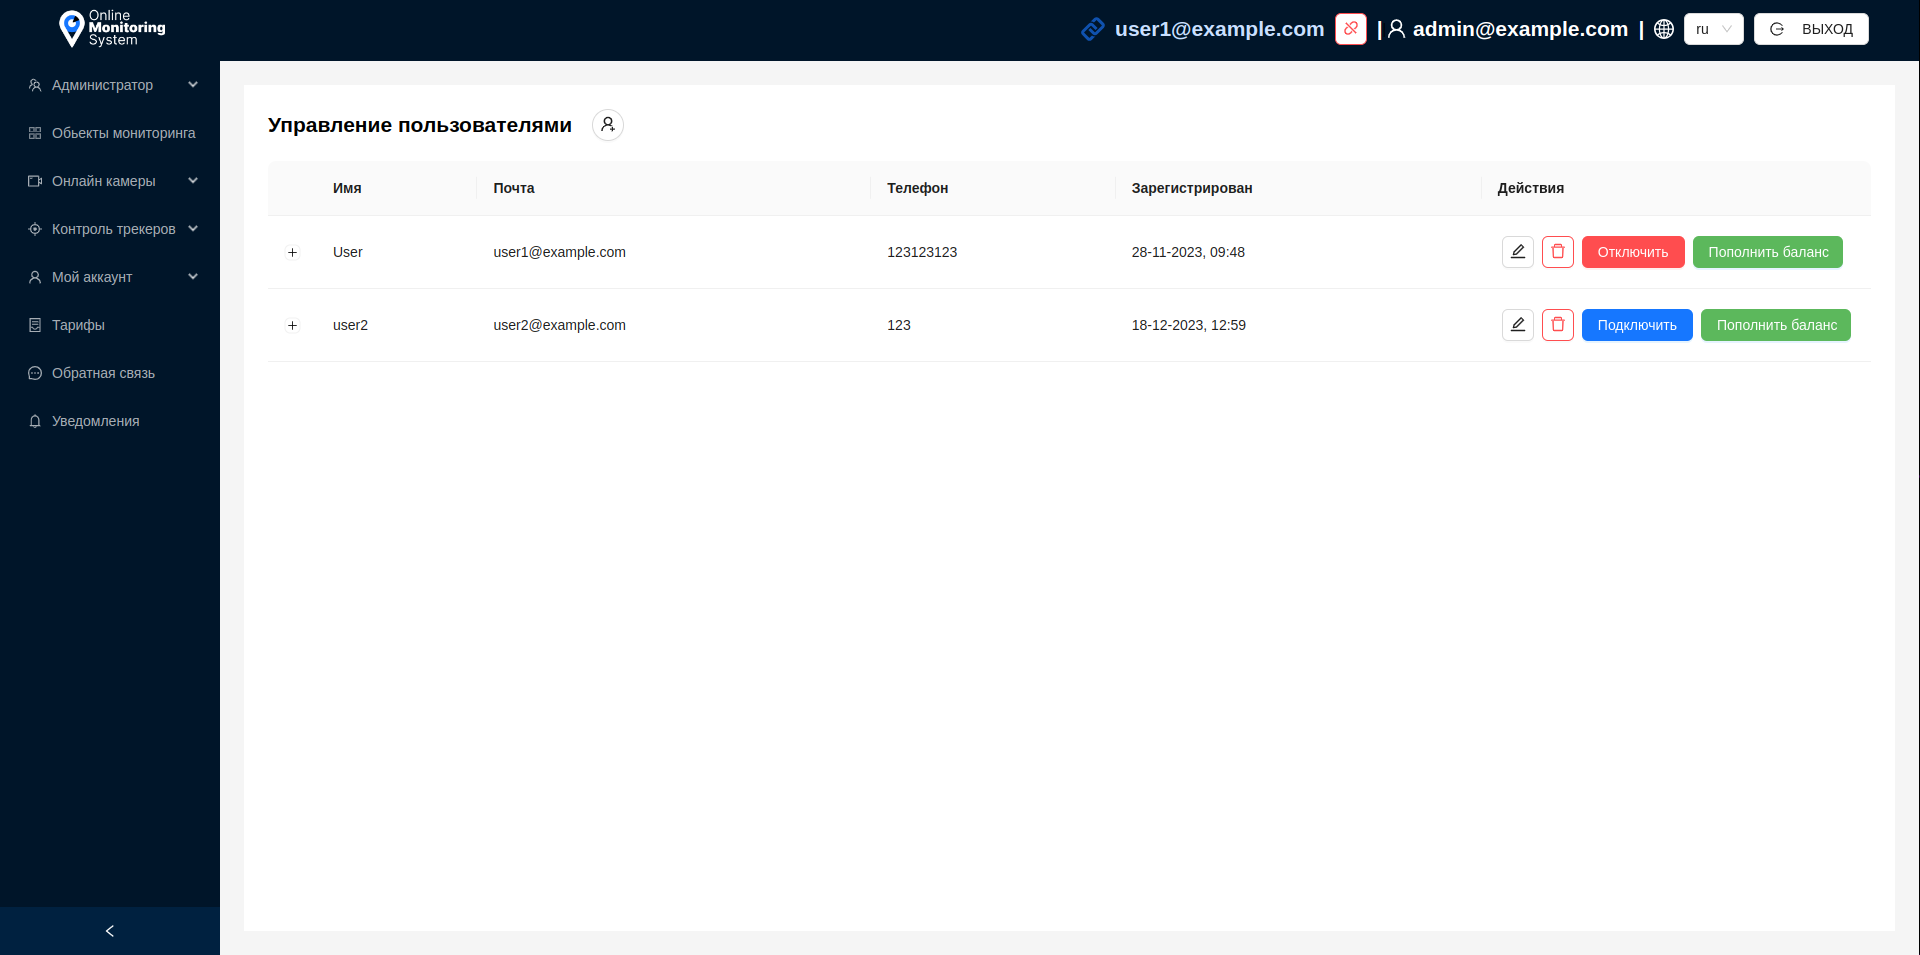 Online
Monitoring
System
user1@example.com | admin@example.com | ru ВЫХОД
Администратор
Обьекты мониторинга
Онлайн камеры
Контроль трекеров
Мой аккаунт
Тарифы
Обратная связь
Уведомления
Управление пользователями
Имя Почта Телефон Зарегистрирован Действия
User user1@example.com 123123123 28-11-2023, 09:48 Отключить Пополнить баланс
user2 user2@example.com 123 18-12-2023, 12:59 Подключить Пополнить баланс